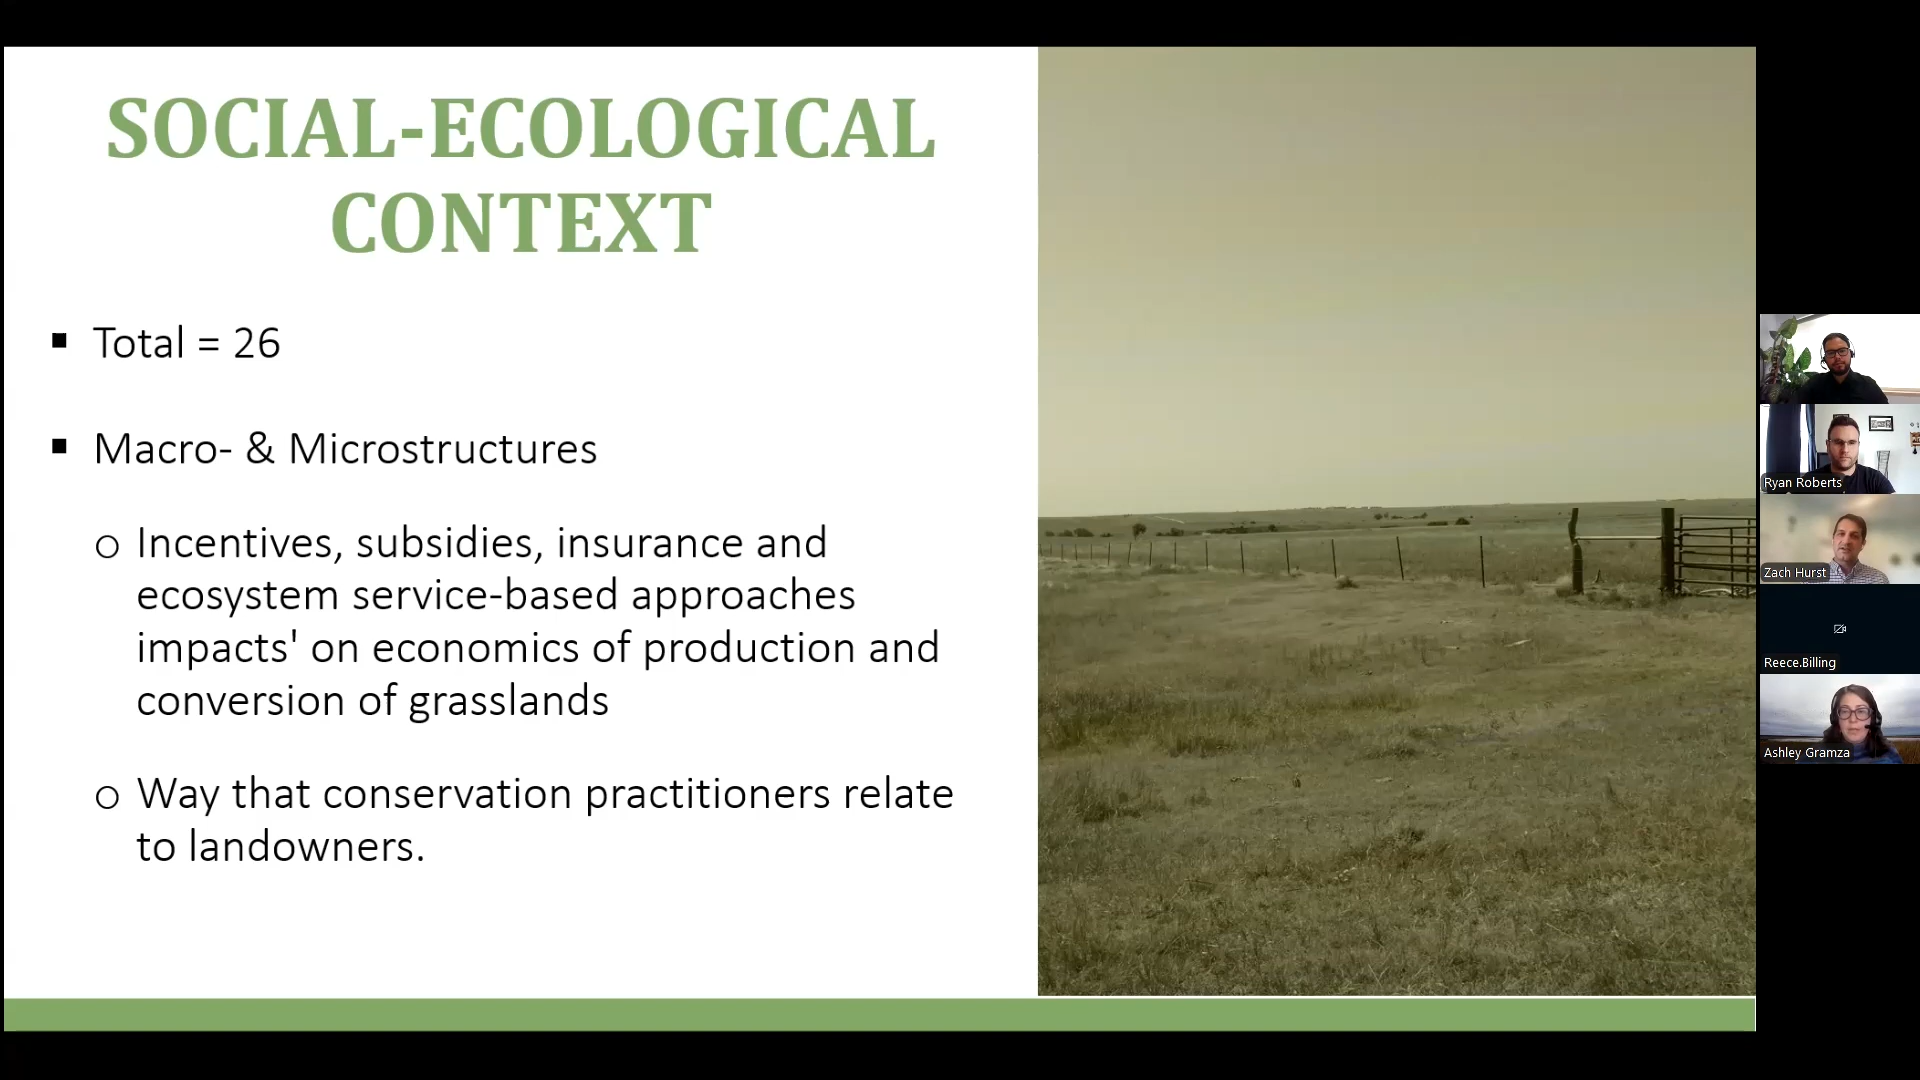 SOCIAL-ECOLOGICAL
CONTEXT
▪ Total = 26
▪ Macro- & Microstructures
o Incentives, subsidies, insurance and
ecosystem service-based approaches
impacts' on economics of production and
conversion of grasslands
o Way that conservation practitioners relate
to landowners.
Ryan Roberts
Zach Hurst
Reece.Billing
Ashley Gramza